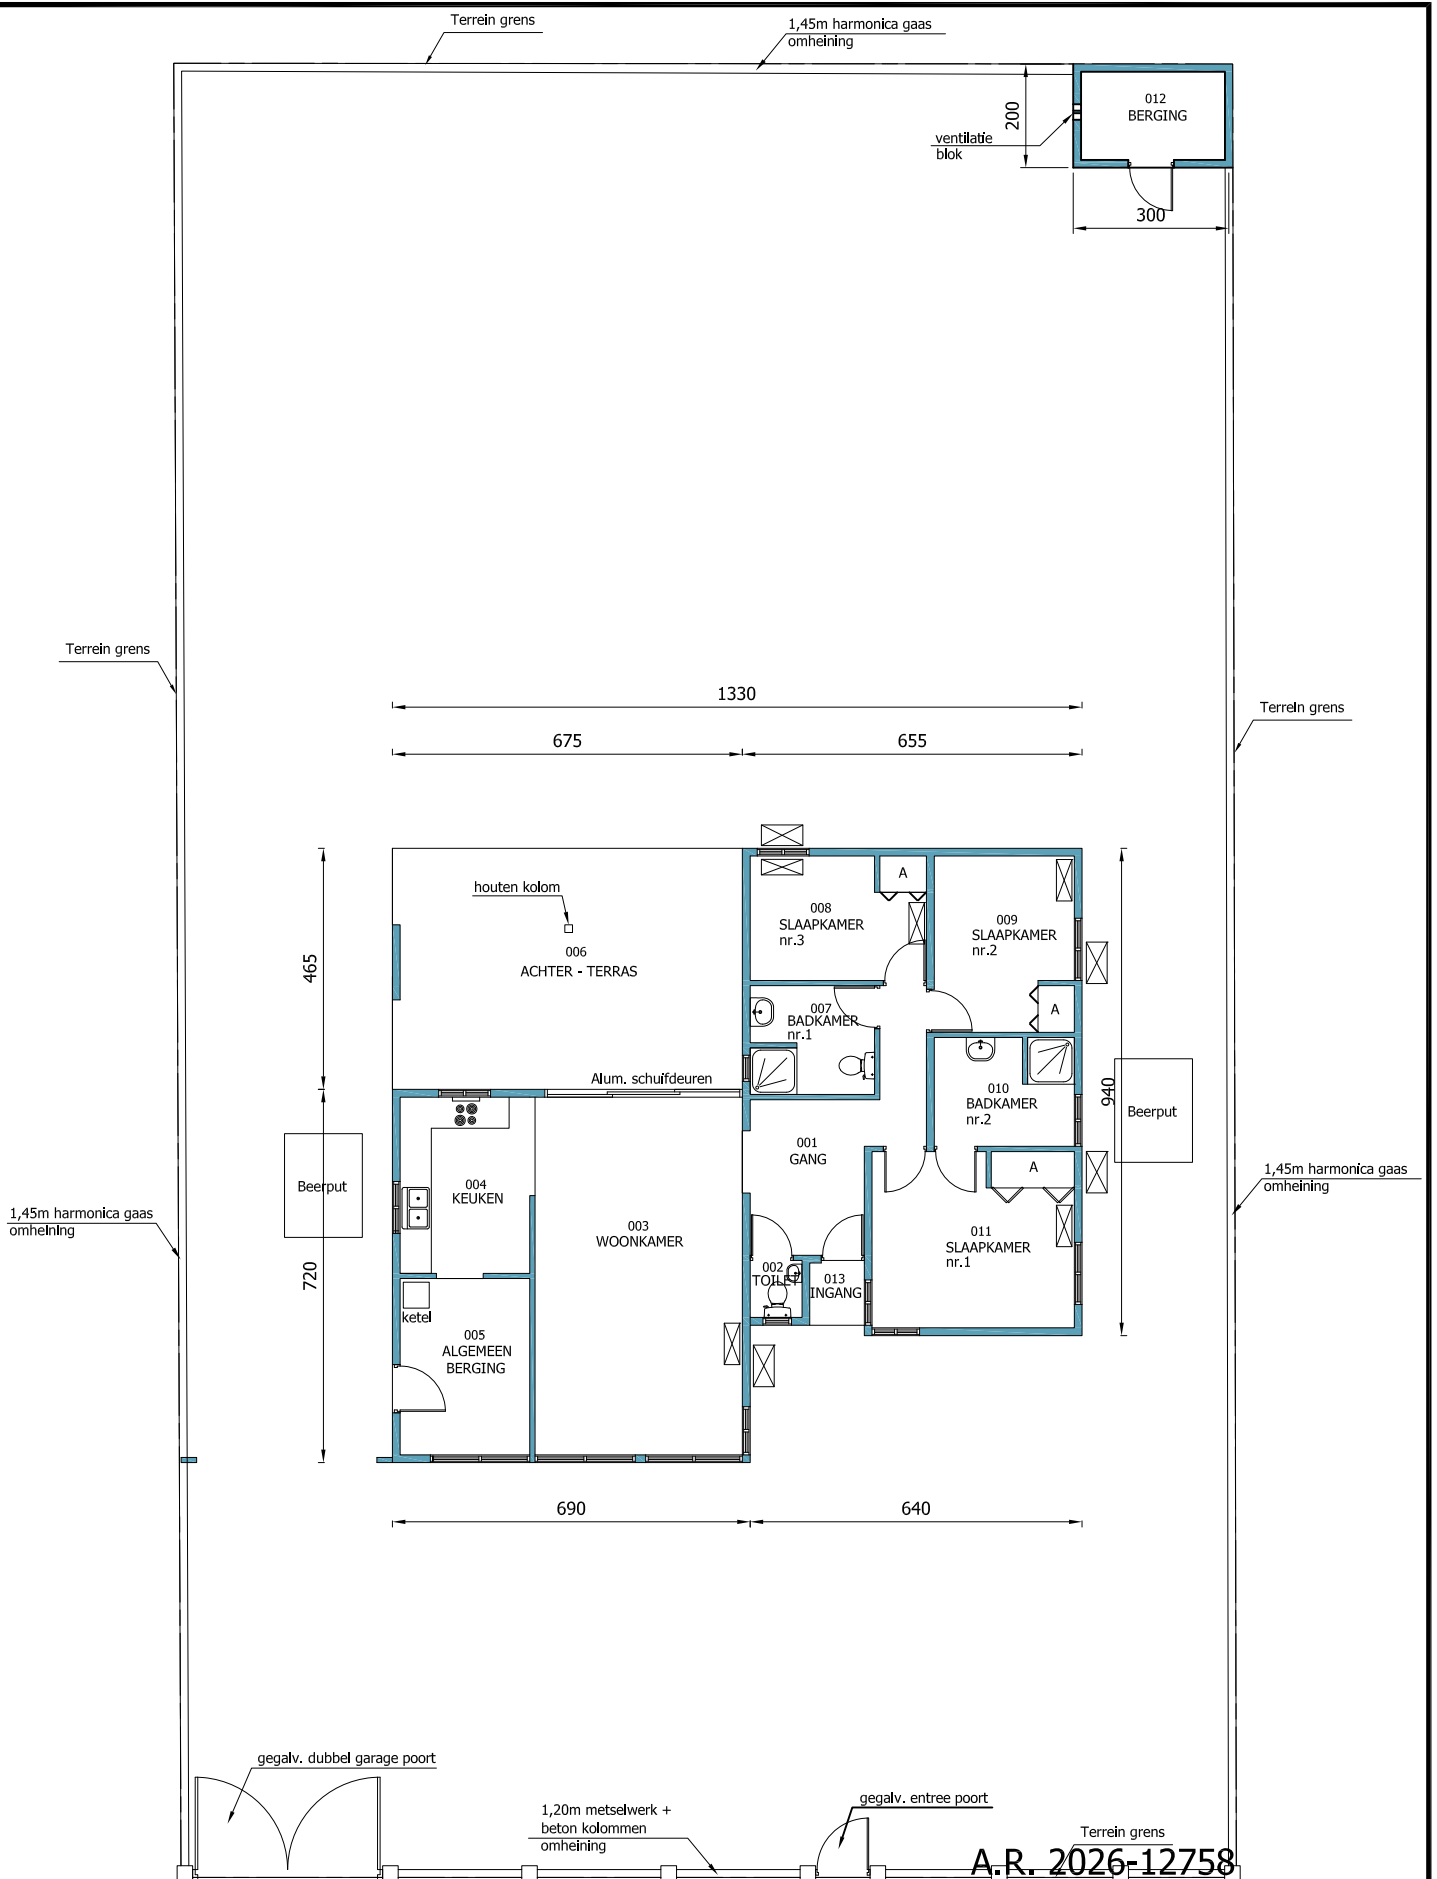 Terrein grens
1,45m harmonica gaas
omheining
012
BERGING
200
ventilatie
blok
300
Terrein grens
Terrein grens
1330
675
655
houten kolom
006
ACHTER - TERRAS
465
008
SLAAPKAMER
nr.3
A
009
SLAAPKAMER
nr.2
A
007
BADKAMER
nr.1
Alum. schuifdeuren
010
BADKAMER
nr.2
940
Beerput
001
GANG
A
Beerput
004
KEUKEN
003
WOONKAMER
1,45m harmonica gaas
omheining
1,45m harmonica gaas
omheining
011
SLAAPKAMER
nr.1
720
002
TOILET
013
INGANG
ketel
005
ALGEMEEN
BERGING
690
640
gegalv. dubbel garage poort
1,20m metselwerk +
beton kolommen
omheining
gegalv. entree poort
Terrein grens
A.R. 2026-12758